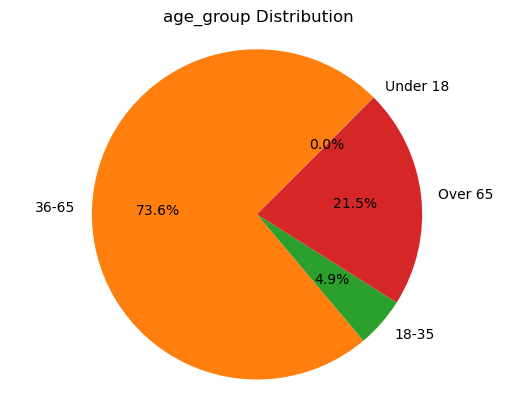 age_group Distribution
Under 18
0.0%
Over 65
21.5%
36-65
73.6%
4.9%
18-35